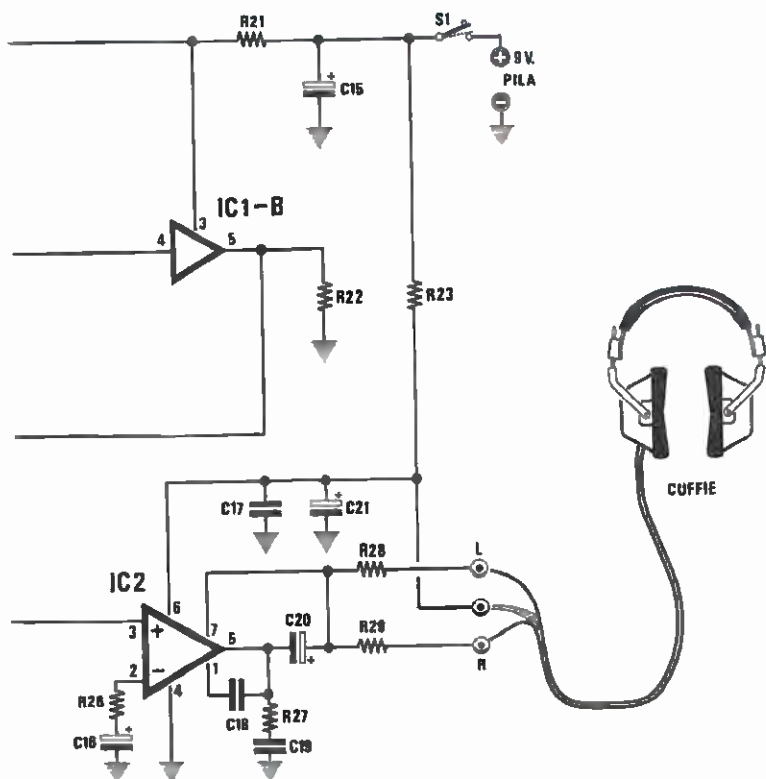 R21
S1
+
9V.
PILA
−
+
C15
IC1-B
3
4
5
R22
R23
CUFFIE
C17
+
C21
IC2
6
7
R28
L
3
+
5
C20
+
R29
R
2
−
1
4
R26
C18
R27
C16
+
C19